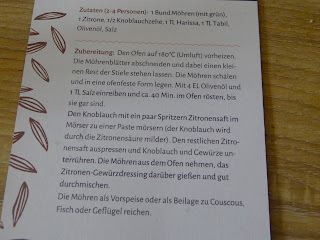 Zutaten (2-4 Personen)- 1 Bund Möhren (mit grün),
1 Zitrone, 1/2 Knoblauchzehe, 1 TL Harissa, 1 TL Tabil,
Olivenöl, Salz
Zubereitung: Den Ofen auf 180°C (Umluft) vorheizen.
Die Möhrenblätter abschneiden und dabei einen klei-
nen Rest der Stiele stehen lassen. Die Möhren schälen
und in eine ofenfeste Form legen. Mit 4 EL Olivenöl und
1 TL Salz einreiben und ca. 40 Min. im Ofen rösten, bis
sie gar sind.
Den Knoblauch mit ein paar Spritzern Zitronensaft im
Mörser zu einer Paste mörsern (der Knoblauch wird
durch die Zitronensäure milder). Den restlichen Zitro-
nensaft auspressen und Knoblauch und Gewürze un-
terrühren. Die Möhren aus dem Ofen nehmen, das
Zitronen-Gewürzdressing darüber gießen und gut
durchmischen.
Die Möhren als Vorspeise oder als Beilage zu Couscous,
Fisch oder Geflügel reichen.